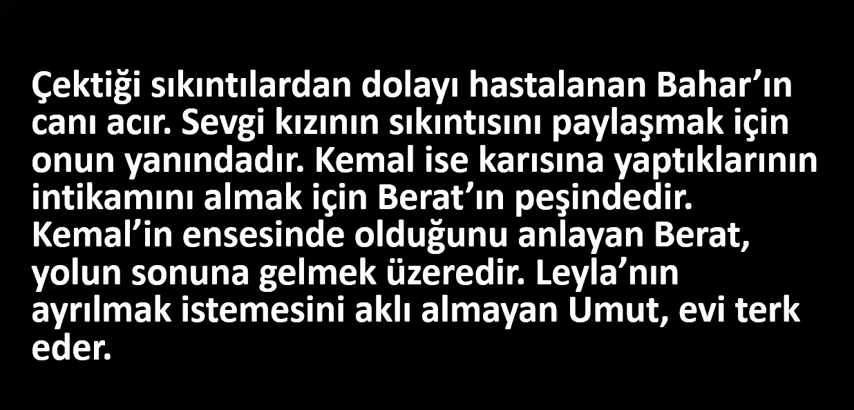 Çektiği sıkıntılardan dolayı hastalanan Bahar’ın
canı acır. Sevgi kızının sıkıntısını paylaşmak için
onun yanındadır. Kemal ise karısına yaptıklarının
intikamını almak için Berat’ın peşindedir.
Kemal’in ensesinde olduğunu anlayan Berat,
yolun sonuna gelmek üzeredir. Leyla’nın
ayrılmak istemesini aklı almayan Umut, evi terk
eder.